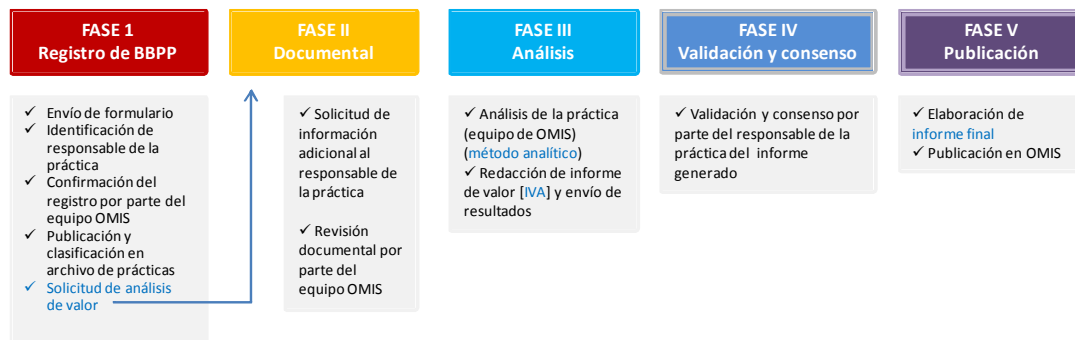 FASE 1
Registro de BBPP
✓ Envío de formulario
✓ Identificación de
responsable de la
práctica
✓ Confirmación del
registro por parte del
equipo OMIS
✓ Publicación y
clasificación en
archivo de prácticas
✓ Solicitud de análisis
de valor
FASE II
Documental
✓ Solicitud de
información
adicional al
responsable de
la práctica
✓ Revisión
documental por
parte del
equipo OMIS
FASE III
Análisis
✓ Análisis de la práctica
(equipo de OMIS)
(método analítico)
✓ Redacción de informe
de valor [IVA] y envío de
resultados
FASE IV
Validación y consenso
✓ Validación y consenso por
parte del responsable de la
práctica del informe
generado
FASE V
Publicación
✓ Elaboración de
informe final
✓ Publicación en OMIS